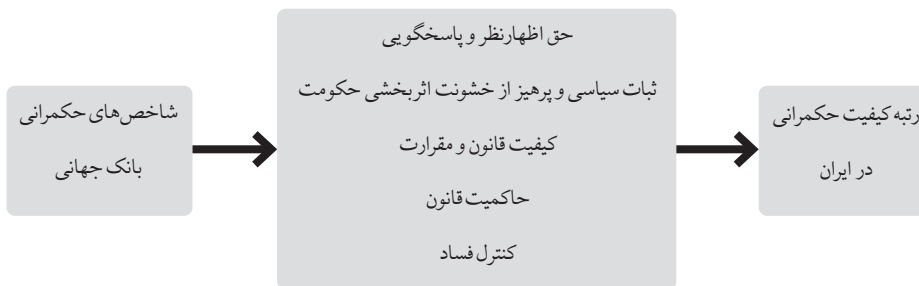 شاخص‌های حکمرانی
بانک جهانی
حق اظهارنظر و پاسخگویی
ثبات سیاسی و پرهیز از خشونت اثربخشی حکومت
کیفیت قانون و مقرارت
حاکمیت قانون
کنترل فساد
رتبه کیفیت حکمرانی
در ایران